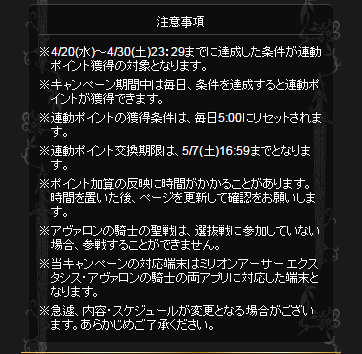 注意事項
※4/20(水)～4/30(土)23:29までに達成した条件が連動
ポイント獲得の対象となります。
※キャンペーン期間中は毎日、条件を達成すると連動ポ
イントが獲得できます。
※連動ポイントの獲得条件は、毎日5:00にリセットされま
す。
※連動ポイント交換期限は、5/7(土)16:59までとなりま
す。
※ポイント加算の反映に時間がかかることがあります。
時間を置いた後、ページを更新して確認をお願いしま
す。
※アヴァロンの騎士の聖戦は、選抜戦に参加していない
場合、参戦することができません。
※当キャンペーンの対応端末はミリオンアーサー エクス
タシス・アヴァロンの騎士の両アプリに対応した端末と
なります。
※急遽、内容・スケジュールが変更となる場合がござい
ます。あらかじめご了承ください。